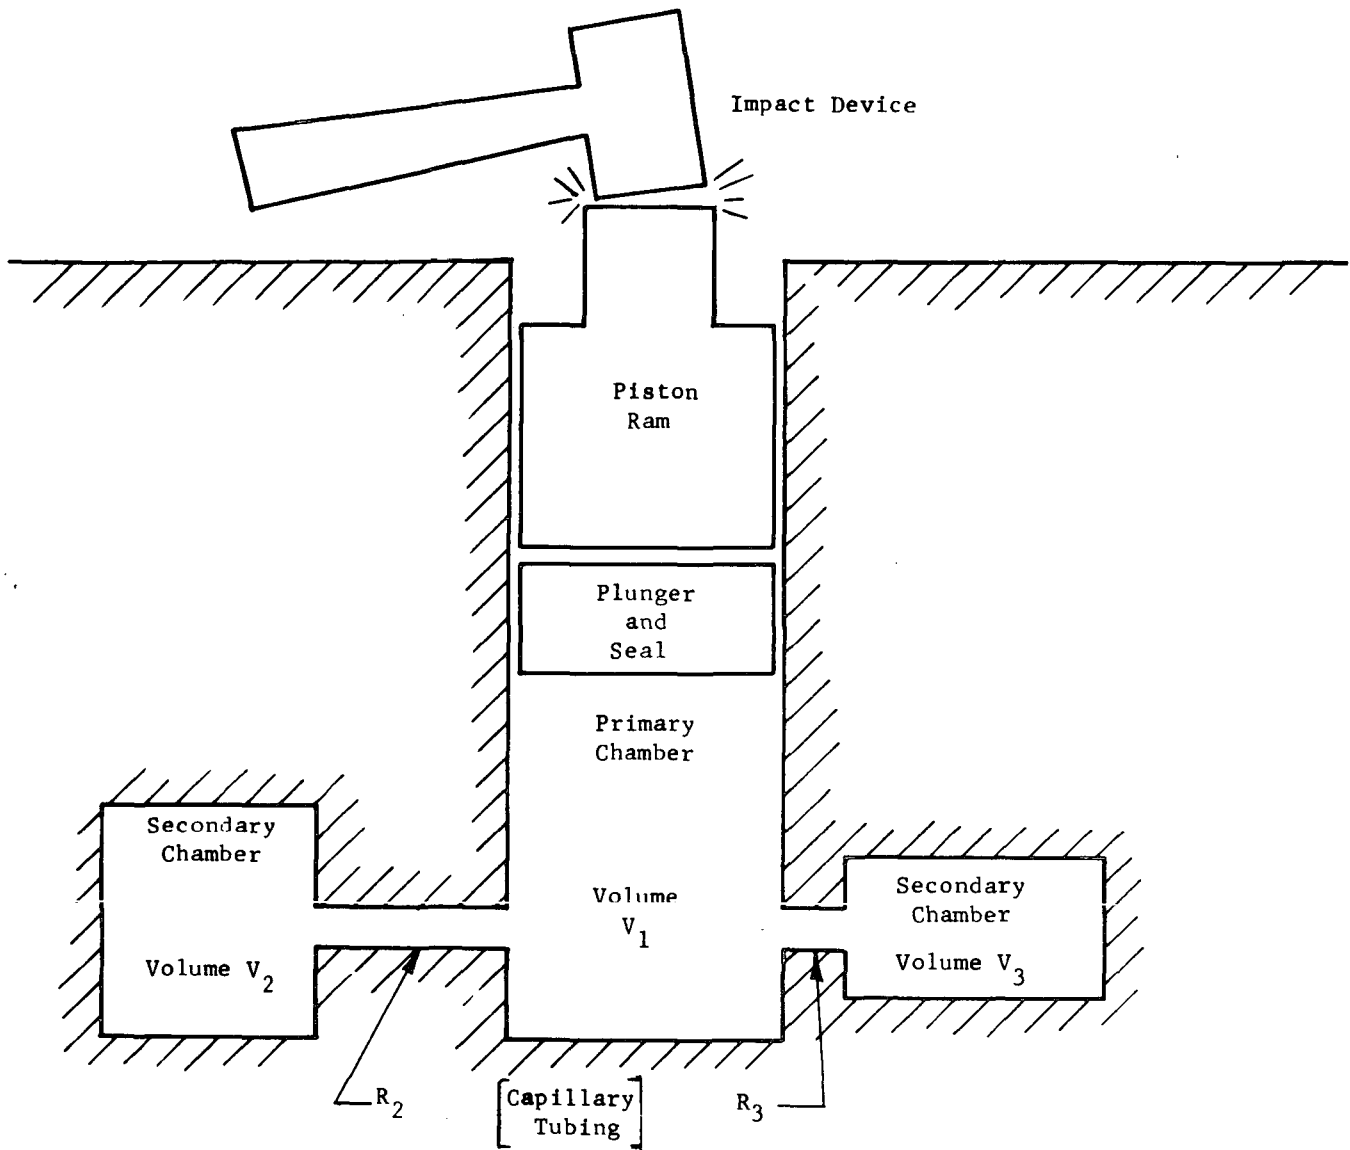 Impact Device
Piston
Ram
Plunger
and
Seal
Primary
Chamber
Secondary
Chamber
Volume V2
Volume
V1
Secondary
Chamber
Volume V3
R2
[Capillary
Tubing]
R3